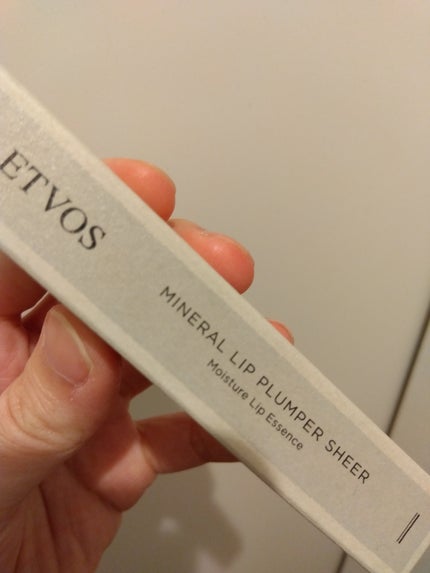 ETVOS
MINERAL LIP PLUMPER SHEER
Moisture Lip Essence